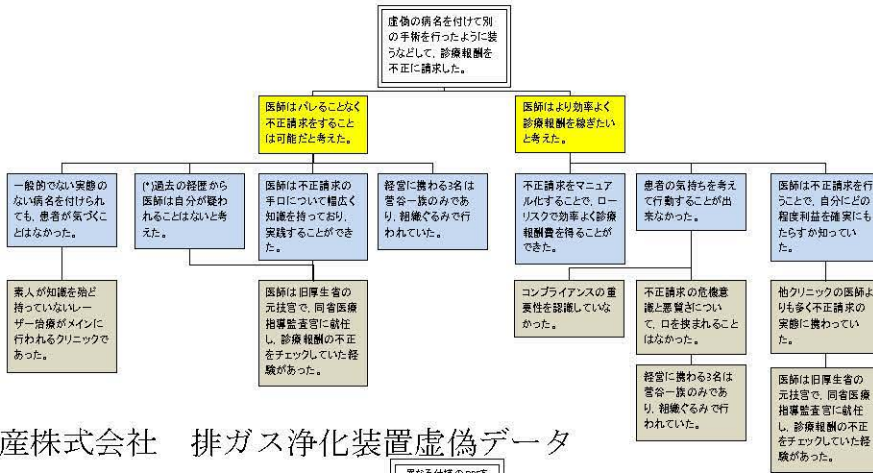 虚偽の病名を付けて別
の手術を行ったように装
うなどして、診療報酬を
不正に請求した。
医師はバレることなく
不正請求をすること
は可能だと考えた。
医師はより効率よく
診療報酬を稼ぎたい
と考えた。
一般的でない実態の
ない病名を付けられ
ても、患者が気づくこ
とはなかった。
(*)過去の経歴から
医師は自分が疑わ
れることはないと考
えた。
医師は不正請求の
手口について幅広く
知識を持っており、
実践することができ
た。
経営に携わる3名は
菅谷一族のみであ
り、組織ぐるみで行
われていた。
不正請求をマニュア
ル化することで、ロー
リスクで効率よく診療
報酬費を得ることが
できた。
患者の気持ちを考え
て行動することが出
来なかった。
医師は不正請求を行
うことで、自分にどの
程度利益を確実にも
たらすか知ってい
た。
素人が知識を殆ど
持っていないレー
ザー治療がメインに
行われるクリニックで
あった。
医師は旧厚生省の
元技官で、同省医療
指導監査官に就任
し、診療報酬の不正
をチェックしていた経
験があった。
コンプライアンスの重
要性を認識していな
かった。
不正請求の危機意
識と悪質さについ
て、口を挟まれること
はなかった。
他クリニックの医師よ
りも多く不正請求の
実態に携わってい
た。
経営に携わる3名は
菅谷一族のみであ
り、組織ぐるみで行
われていた。
医師は旧厚生省の
元技官で、同省医療
指導監査官に就任
し、診療報酬の不正
をチェックしていた経
験があった。
産株式会社 排ガス浄化装置虚偽データ